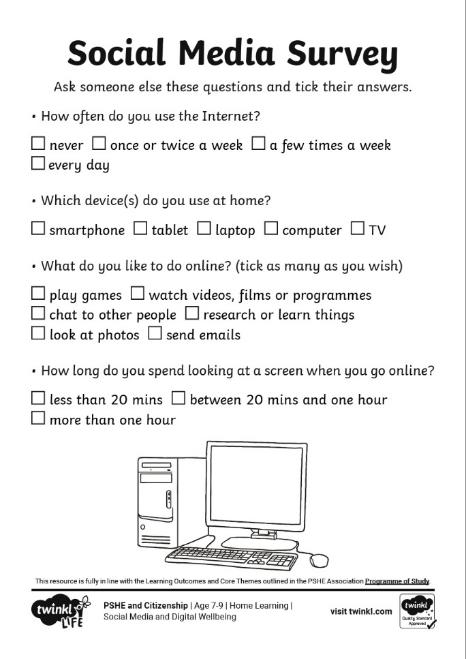 Social Media Survey
Ask someone else these questions and tick their answers.
• How often do you use the Internet?
☐ never ☐ once or twice a week ☐ a few times a week
☐ every day
• Which device(s) do you use at home?
☐ smartphone ☐ tablet ☐ laptop ☐ computer ☐ TV
• What do you like to do online? (tick as many as you wish)
☐ play games ☐ watch videos, films or programmes
☐ chat to other people ☐ research or learn things
☐ look at photos ☐ send emails
• How long do you spend looking at a screen when you go online?
☐ less than 20 mins ☐ between 20 mins and one hour
☐ more than one hour
This resource is fully in line with the Learning Outcomes and Core Themes outlined in the PSHE Association Programme of Study.
twinkl
LIFE
PSHE and Citizenship | Age 7-9 | Home Learning |
Social Media and Digital Wellbeing
visit twinkl.com
twinkl
Quality Standard
Approved